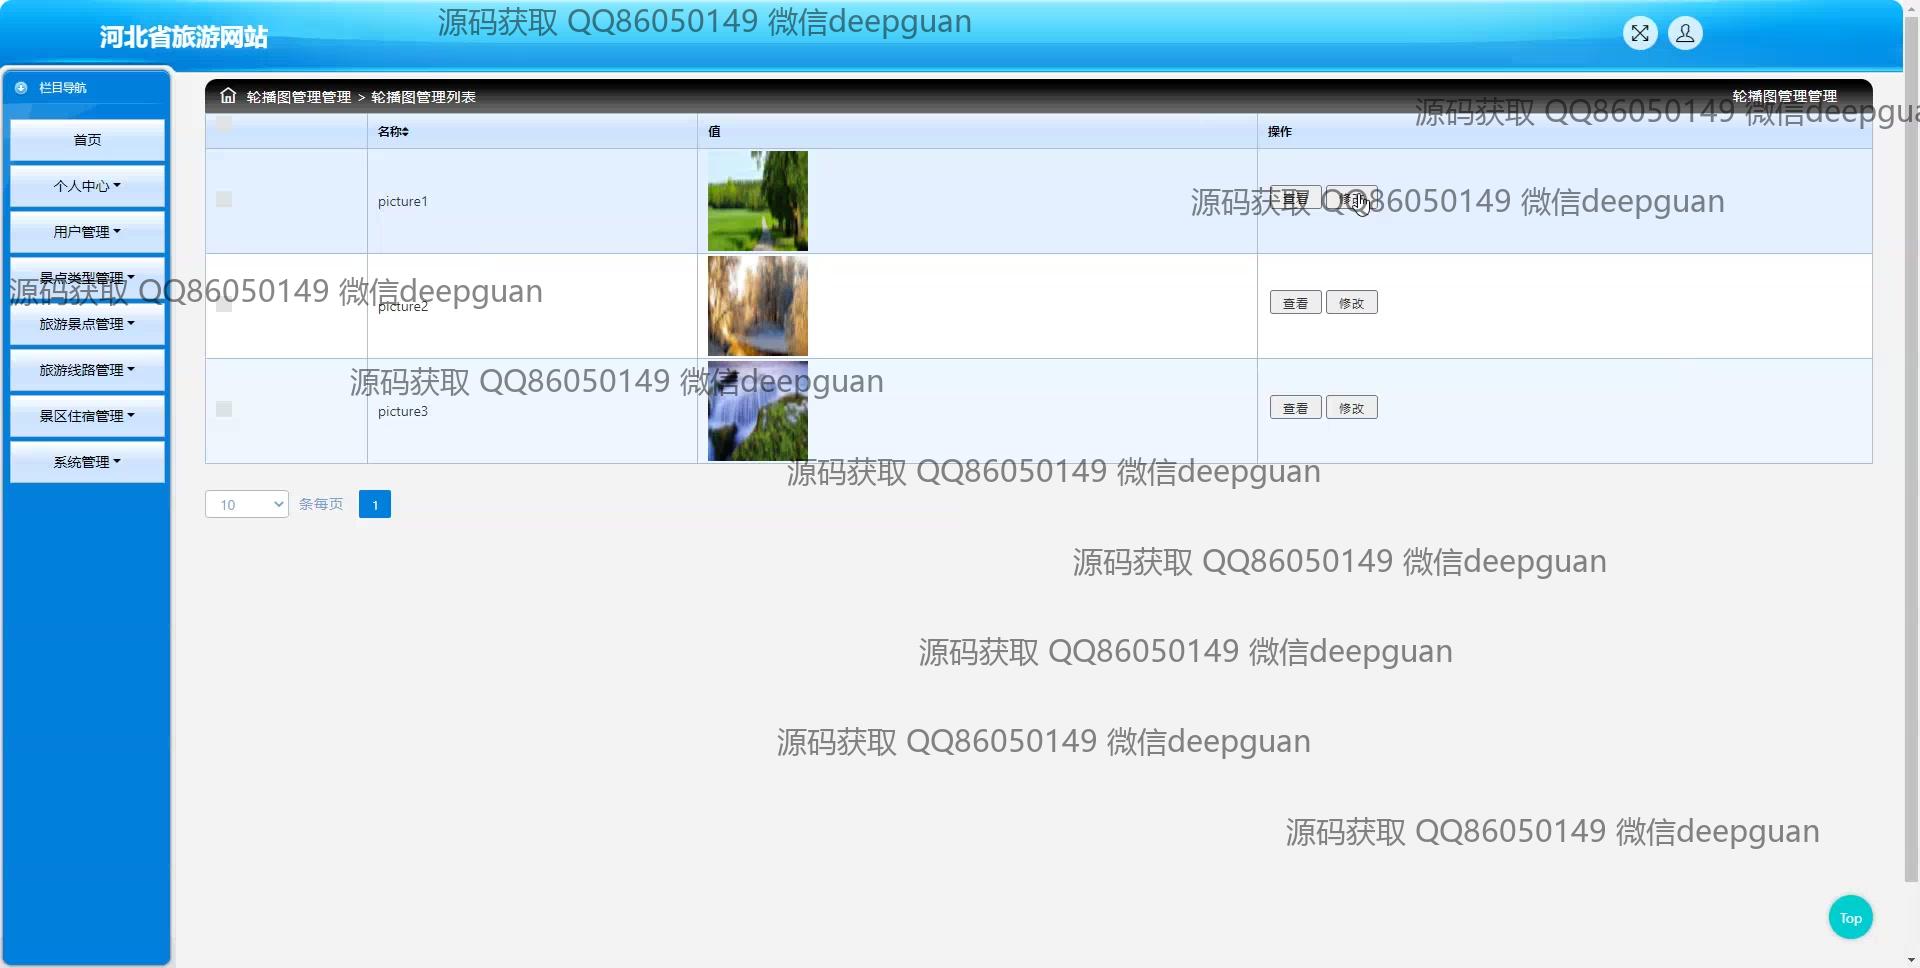 河北省旅游网站
源码获取 QQ86050149 微信deepguan
栏目导航
首页
个人中心
用户管理
景点类型管理
旅游景点管理
旅游线路管理
景区住宿管理
系统管理
轮播图管理管理 > 轮播图管理列表
轮播图管理管理
源码获取 QQ86050149 微信deepgua
名称
值
操作
picture1
查看
修改
源码获取 QQ86050149 微信deepguan
源码获取 QQ86050149 微信deepguan
picture2
查看
修改
源码获取 QQ86050149 微信deepguan
picture3
查看
修改
源码获取 QQ86050149 微信deepguan
10
条每页
1
源码获取 QQ86050149 微信deepguan
源码获取 QQ86050149 微信deepguan
源码获取 QQ86050149 微信deepguan
源码获取 QQ86050149 微信deepguan
Top